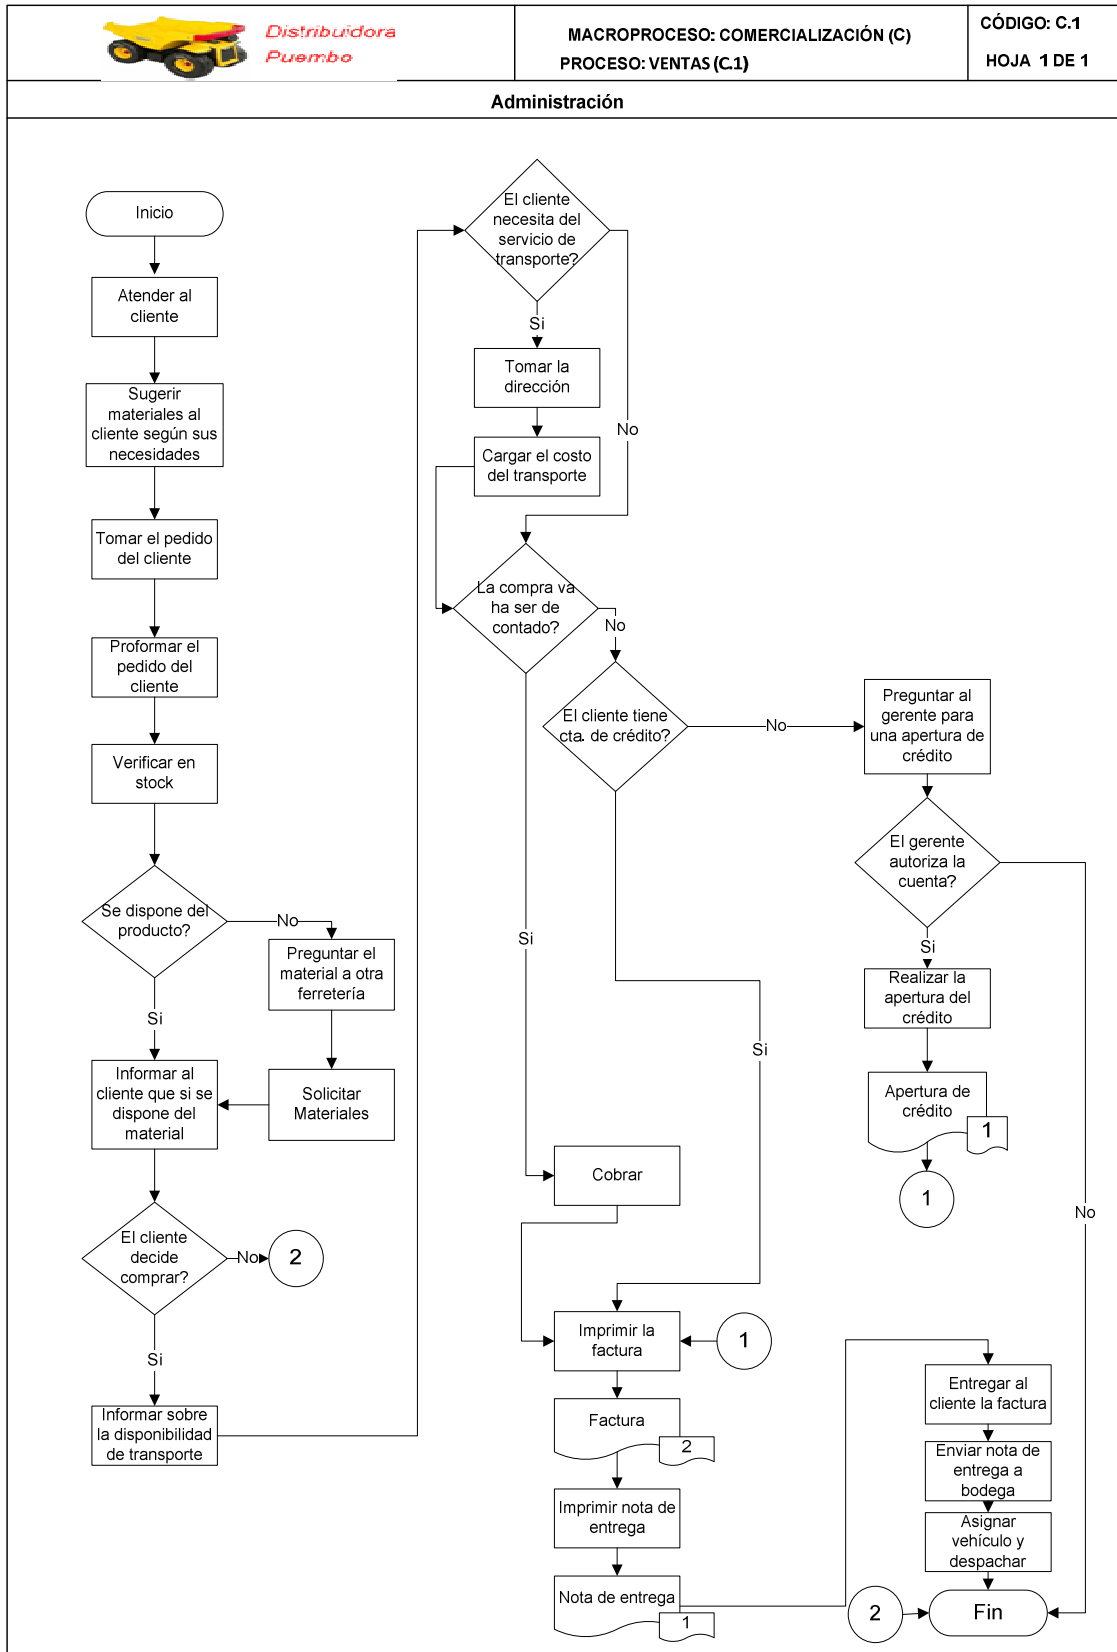 Distribuidora
Puembo
MACROPROCESO: COMERCIALIZACIÓN (C)
PROCESO: VENTAS (C.1)
CÓDIGO: C.1
HOJA 1 DE 1
Administración
Inicio
Atender al
cliente
Sugerir
materiales al
cliente según sus
necesidades
Tomar el pedido
del cliente
Proformar el
pedido del
cliente
Verificar en
stock
Se dispone del
producto?
No
Preguntar el
material a otra
ferretería
Si
Solicitar
Materiales
Informar al
cliente que si se
dispone del
material
El cliente
decide
comprar?
No
2
Si
Informar sobre
la disponibilidad
de transporte
El cliente
necesita del
servicio de
transporte?
Si
No
Tomar la
dirección
Cargar el costo
del transporte
La compra va
ha ser de
contado?
No
Si
El cliente tiene
cta. de crédito?
No
Si
Preguntar al
gerente para
una apertura de
crédito
El gerente
autoriza la
cuenta?
Si
No
Realizar la
apertura del
crédito
Apertura de
crédito
1
1
Cobrar
Imprimir la
factura
1
Factura
2
Imprimir nota de
entrega
Nota de entrega
1
Entregar al
cliente la factura
Enviar nota de
entrega a
bodega
Asignar
vehículo y
despachar
2
Fin